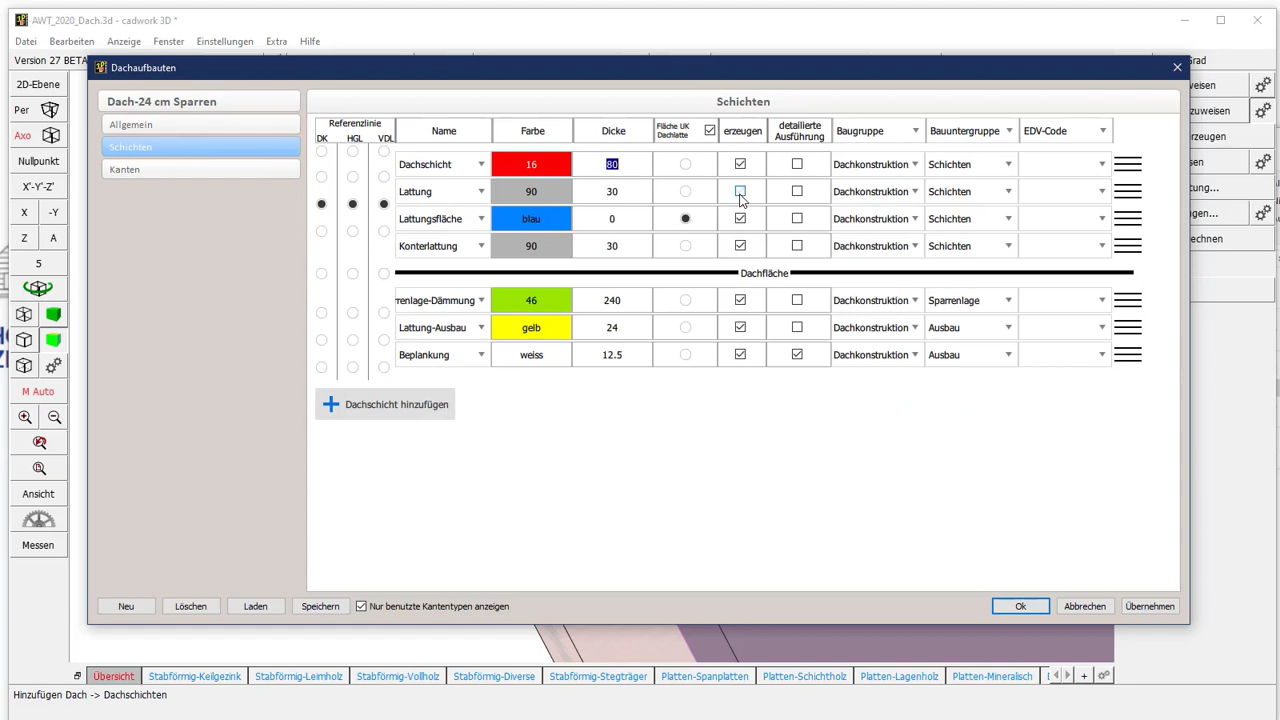 AWT_2020_Dach.3d - cadwork 3D *
Datei Bearbeiten Anzeige Fenster Einstellungen Extra Hilfe
Version 27 BETA
Grad
Dachaufbauten
2D-Ebene
Per
Axo
Nullpunkt
X'-Y'-Z'
X -Y
Z A
5
M Auto
Ansicht
Messen
Dach-24 cm Sparren
Allgemein
Schichten
Kanten
Schichten
Referenzlinie
DK HGL VDL
Name Farbe Dicke Fläche UK Dachlatte erzeugen detaillierte Ausführung Baugruppe Bauuntergruppe EDV-Code
Dachschicht 16 80 Dachkonstruktion Schichten
Lattung 90 30 Dachkonstruktion Schichten
Lattungsfläche blau 0 Dachkonstruktion Schichten
Konterlattung 90 30 Dachkonstruktion Schichten
Dachfläche
rrenlage-Dämmung 46 240 Dachkonstruktion Sparrenlage
Lattung-Ausbau gelb 24 Dachkonstruktion Ausbau
Beplankung weiss 12.5 Dachkonstruktion Ausbau
Dachschicht hinzufügen
Neu Löschen Laden Speichern Nur benutzte Kantentypen anzeigen Ok Abbrechen Übernehmen
weisen
zuweisen
erzeugen
sen
tung...
gen...
rechnen
Übersicht Stabförmig-Keilgezink Stabförmig-Leimholz Stabförmig-Vollholz Stabförmig-Diverse Stabförmig-Stegträger Platten-Spanplatten Platten-Schichtholz Platten-Lagenholz Platten-Mineralisch
Hinzufügen Dach -> Dachschichten